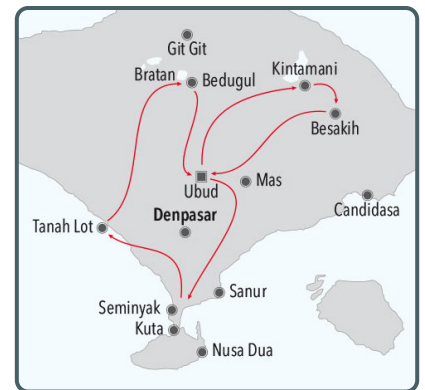 Git Git
Bratan
Bedugul
Kintamani
Besakih
Ubud
Mas
Candidasa
Denpasar
Tanah Lot
Sanur
Seminyak
Kuta
Nusa Dua